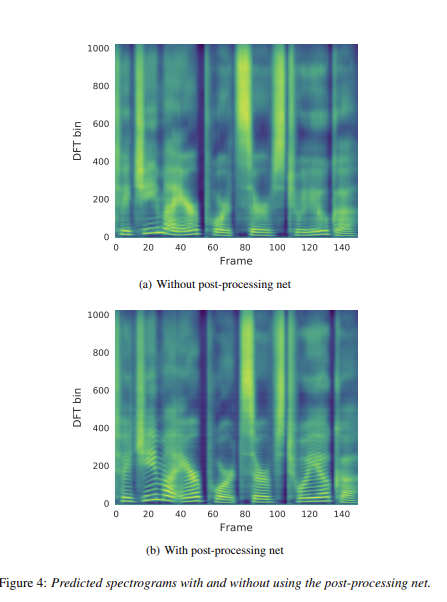 1000
800
600
400
200
0
DFT bin
0 20 40 60 80 100 120 140
Frame
(a) Without post-processing net
1000
800
600
400
200
0
DFT bin
0 20 40 60 80 100 120 140
Frame
(b) With post-processing net
Figure 4: Predicted spectrograms with and without using the post-processing net.